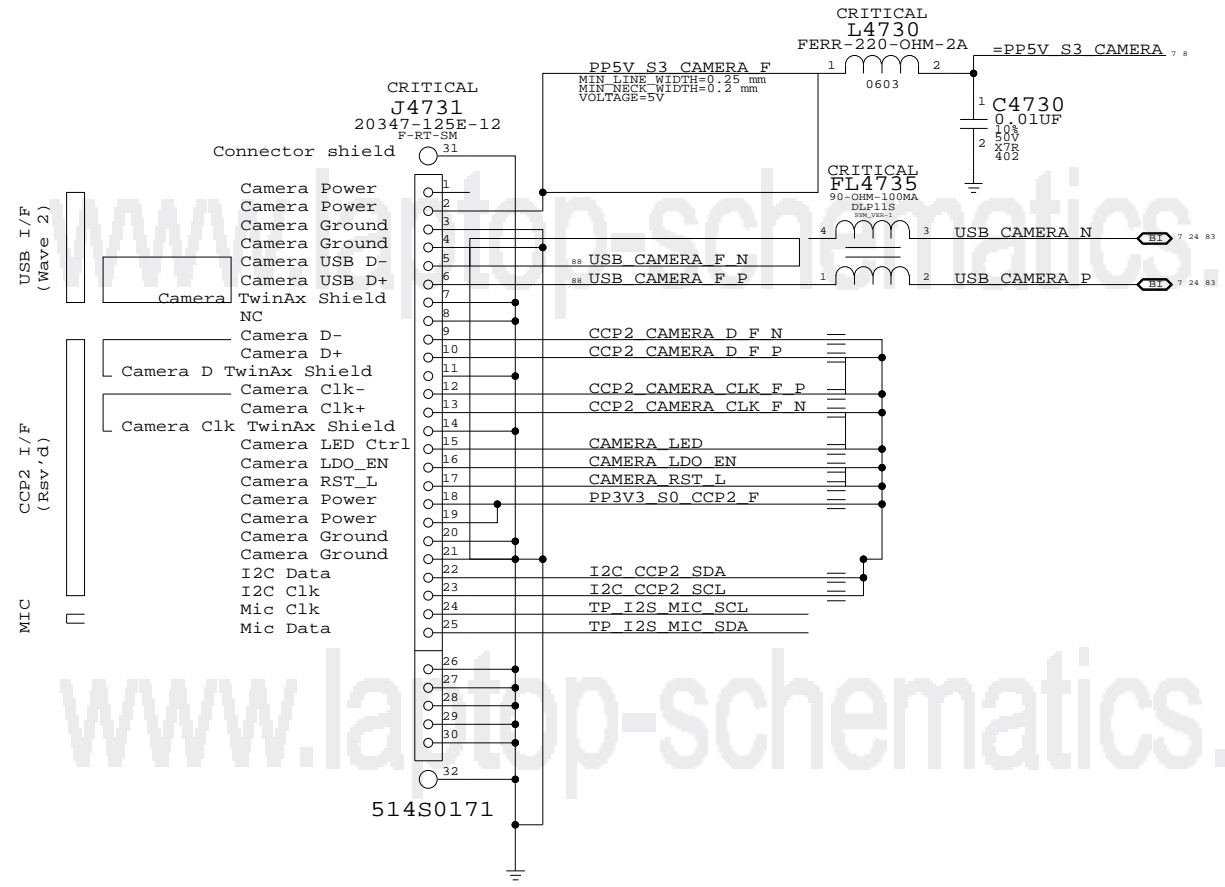 CRITICAL
L4730
FERR-220-OHM-2A
1 2
0603
=PP5V_S3_CAMERA 7 8
PP5V_S3_CAMERA_F
MIN_LINE_WIDTH=0.25 mm
MIN_NECK_WIDTH=0.2 mm
VOLTAGE=5V
1 C4730
0.01UF
10%
50V
2 X7R
402
CRITICAL
J4731
20347-125E-12
F-RT-SM
Connector shield 31
CRITICAL
FL4735
90-OHM-100MA
DLP11S
SYM_VER-1
4 3 USB_CAMERA_N BI 7 24 83
1 2 USB_CAMERA_P BI 7 24 83
USB I/F
(Wave 2)
Camera Power 1
Camera Power 2
Camera Ground 3
Camera Ground 4
Camera USB D- 5 88 USB_CAMERA_F_N
Camera USB D+ 6 88 USB_CAMERA_F_P
Camera TwinAx Shield 7
NC 8
CCP2 I/F
(Rsv'd)
Camera D- 9 CCP2_CAMERA_D_F_N
Camera D+ 10 CCP2_CAMERA_D_F_P
Camera D TwinAx Shield 11
Camera Clk- 12 CCP2_CAMERA_CLK_F_P
Camera Clk+ 13 CCP2_CAMERA_CLK_F_N
Camera Clk TwinAx Shield 14
Camera LED Ctrl 15 CAMERA_LED
Camera LDO_EN 16 CAMERA_LDO_EN
Camera RST_L 17 CAMERA_RST_L
Camera Power 18 PP3V3_S0_CCP2_F
Camera Power 19
Camera Ground 20
Camera Ground 21
I2C Data 22 I2C_CCP2_SDA
I2C Clk 23 I2C_CCP2_SCL
MIC
Mic Clk 24 TP_I2S_MIC_SCL
Mic Data 25 TP_I2S_MIC_SDA
26
27
28
29
30
32
514S0171
www.laptop-schematics.
www.laptop-schematics.